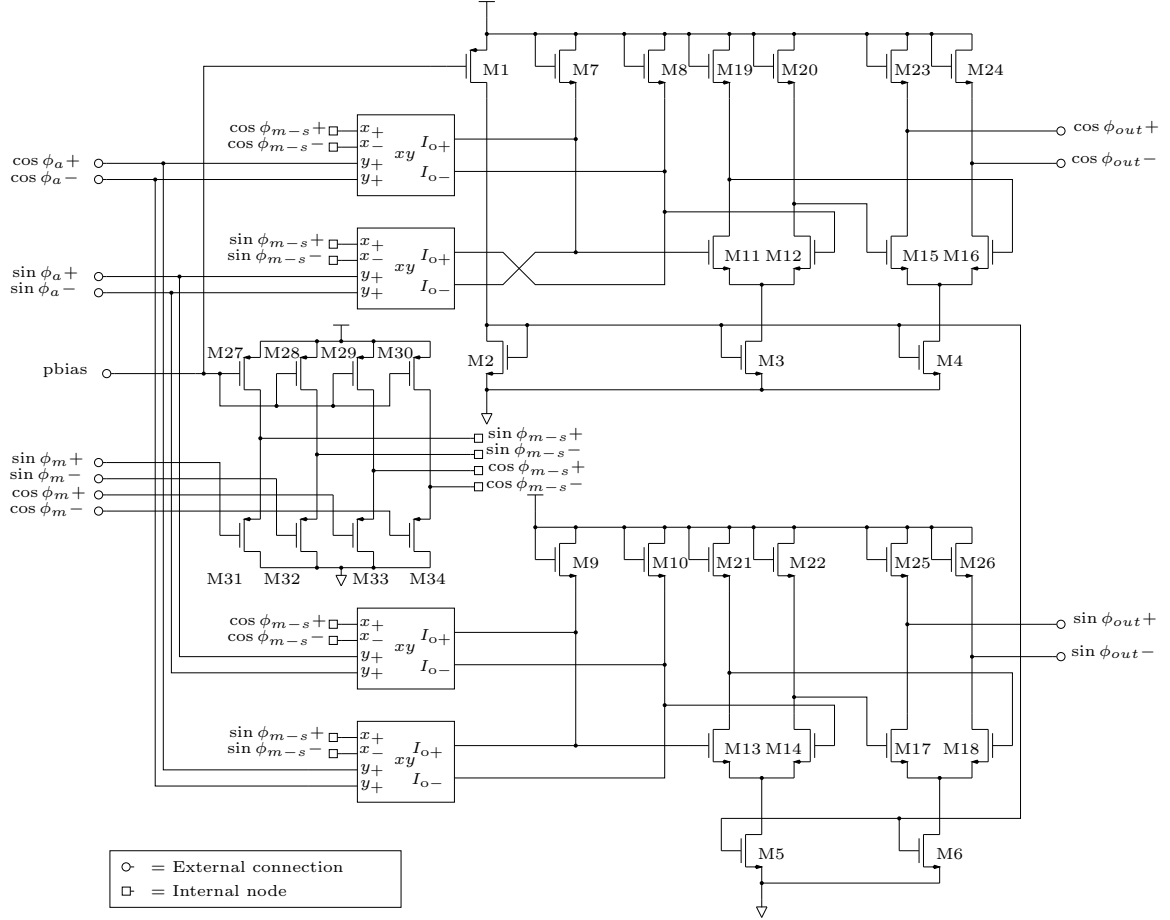 M1
M7
M8
M19
M20
M23
M24
cos ϕm−s+
cos ϕm−s−
x+
x−
y+
y+
xy
Io+
Io−
cos ϕa+
cos ϕa−
cos ϕout+
cos ϕout−
sin ϕm−s+
sin ϕm−s−
x+
x−
y+
y+
xy
Io+
Io−
sin ϕa+
sin ϕa−
M11
M12
M15
M16
M27
M28
M29
M30
M2
M3
M4
pbias
sin ϕm−s+
sin ϕm−s−
cos ϕm−s+
cos ϕm−s−
sin ϕm+
sin ϕm−
cos ϕm+
cos ϕm−
M31
M32
M33
M34
M9
M10
M21
M22
M25
M26
cos ϕm−s+
cos ϕm−s−
x+
x−
y+
y+
xy
Io+
Io−
sin ϕout+
sin ϕout−
sin ϕm−s+
sin ϕm−s−
x+
x−
y+
y+
xy
Io+
Io−
M13
M14
M17
M18
M5
M6
= External connection
= Internal node